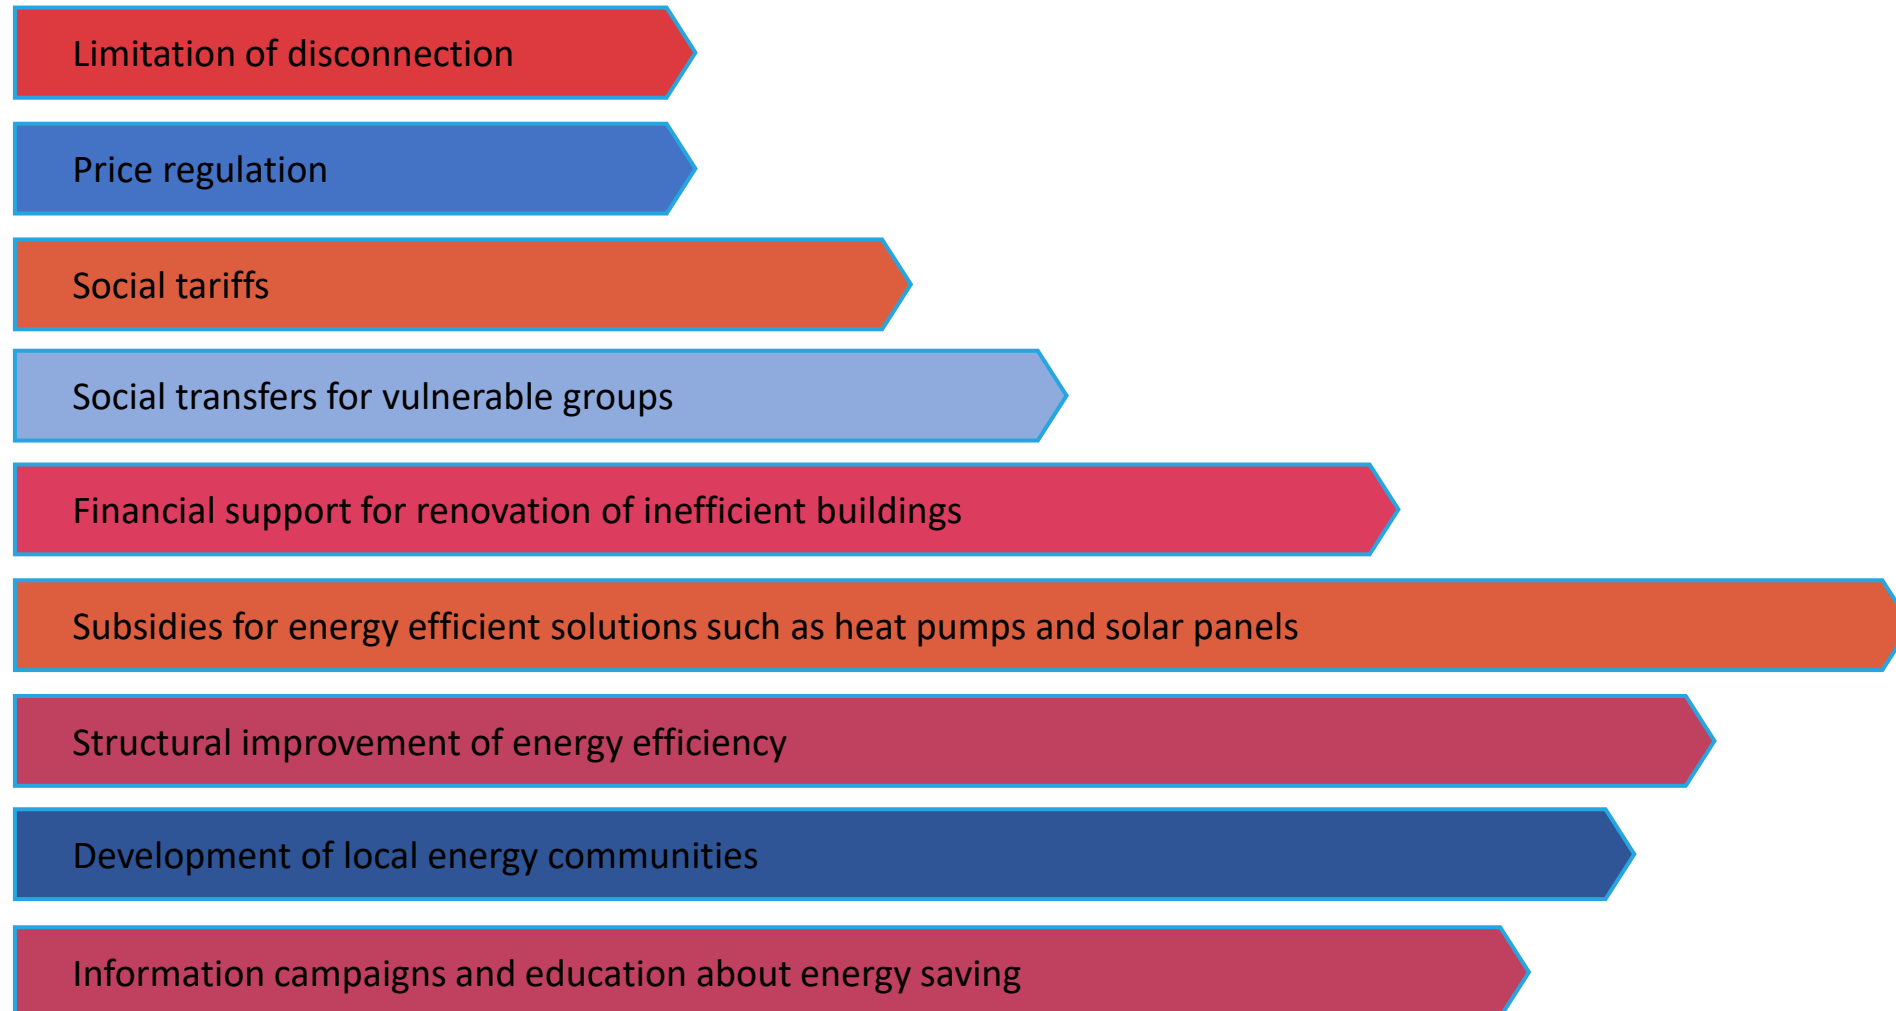 Limitation of disconnection
Price regulation
Social tariffs
Social transfers for vulnerable groups
Financial support for renovation of inefficient buildings
Subsidies for energy efficient solutions such as heat pumps and solar panels
Structural improvement of energy efficiency
Development of local energy communities
Information campaigns and education about energy saving